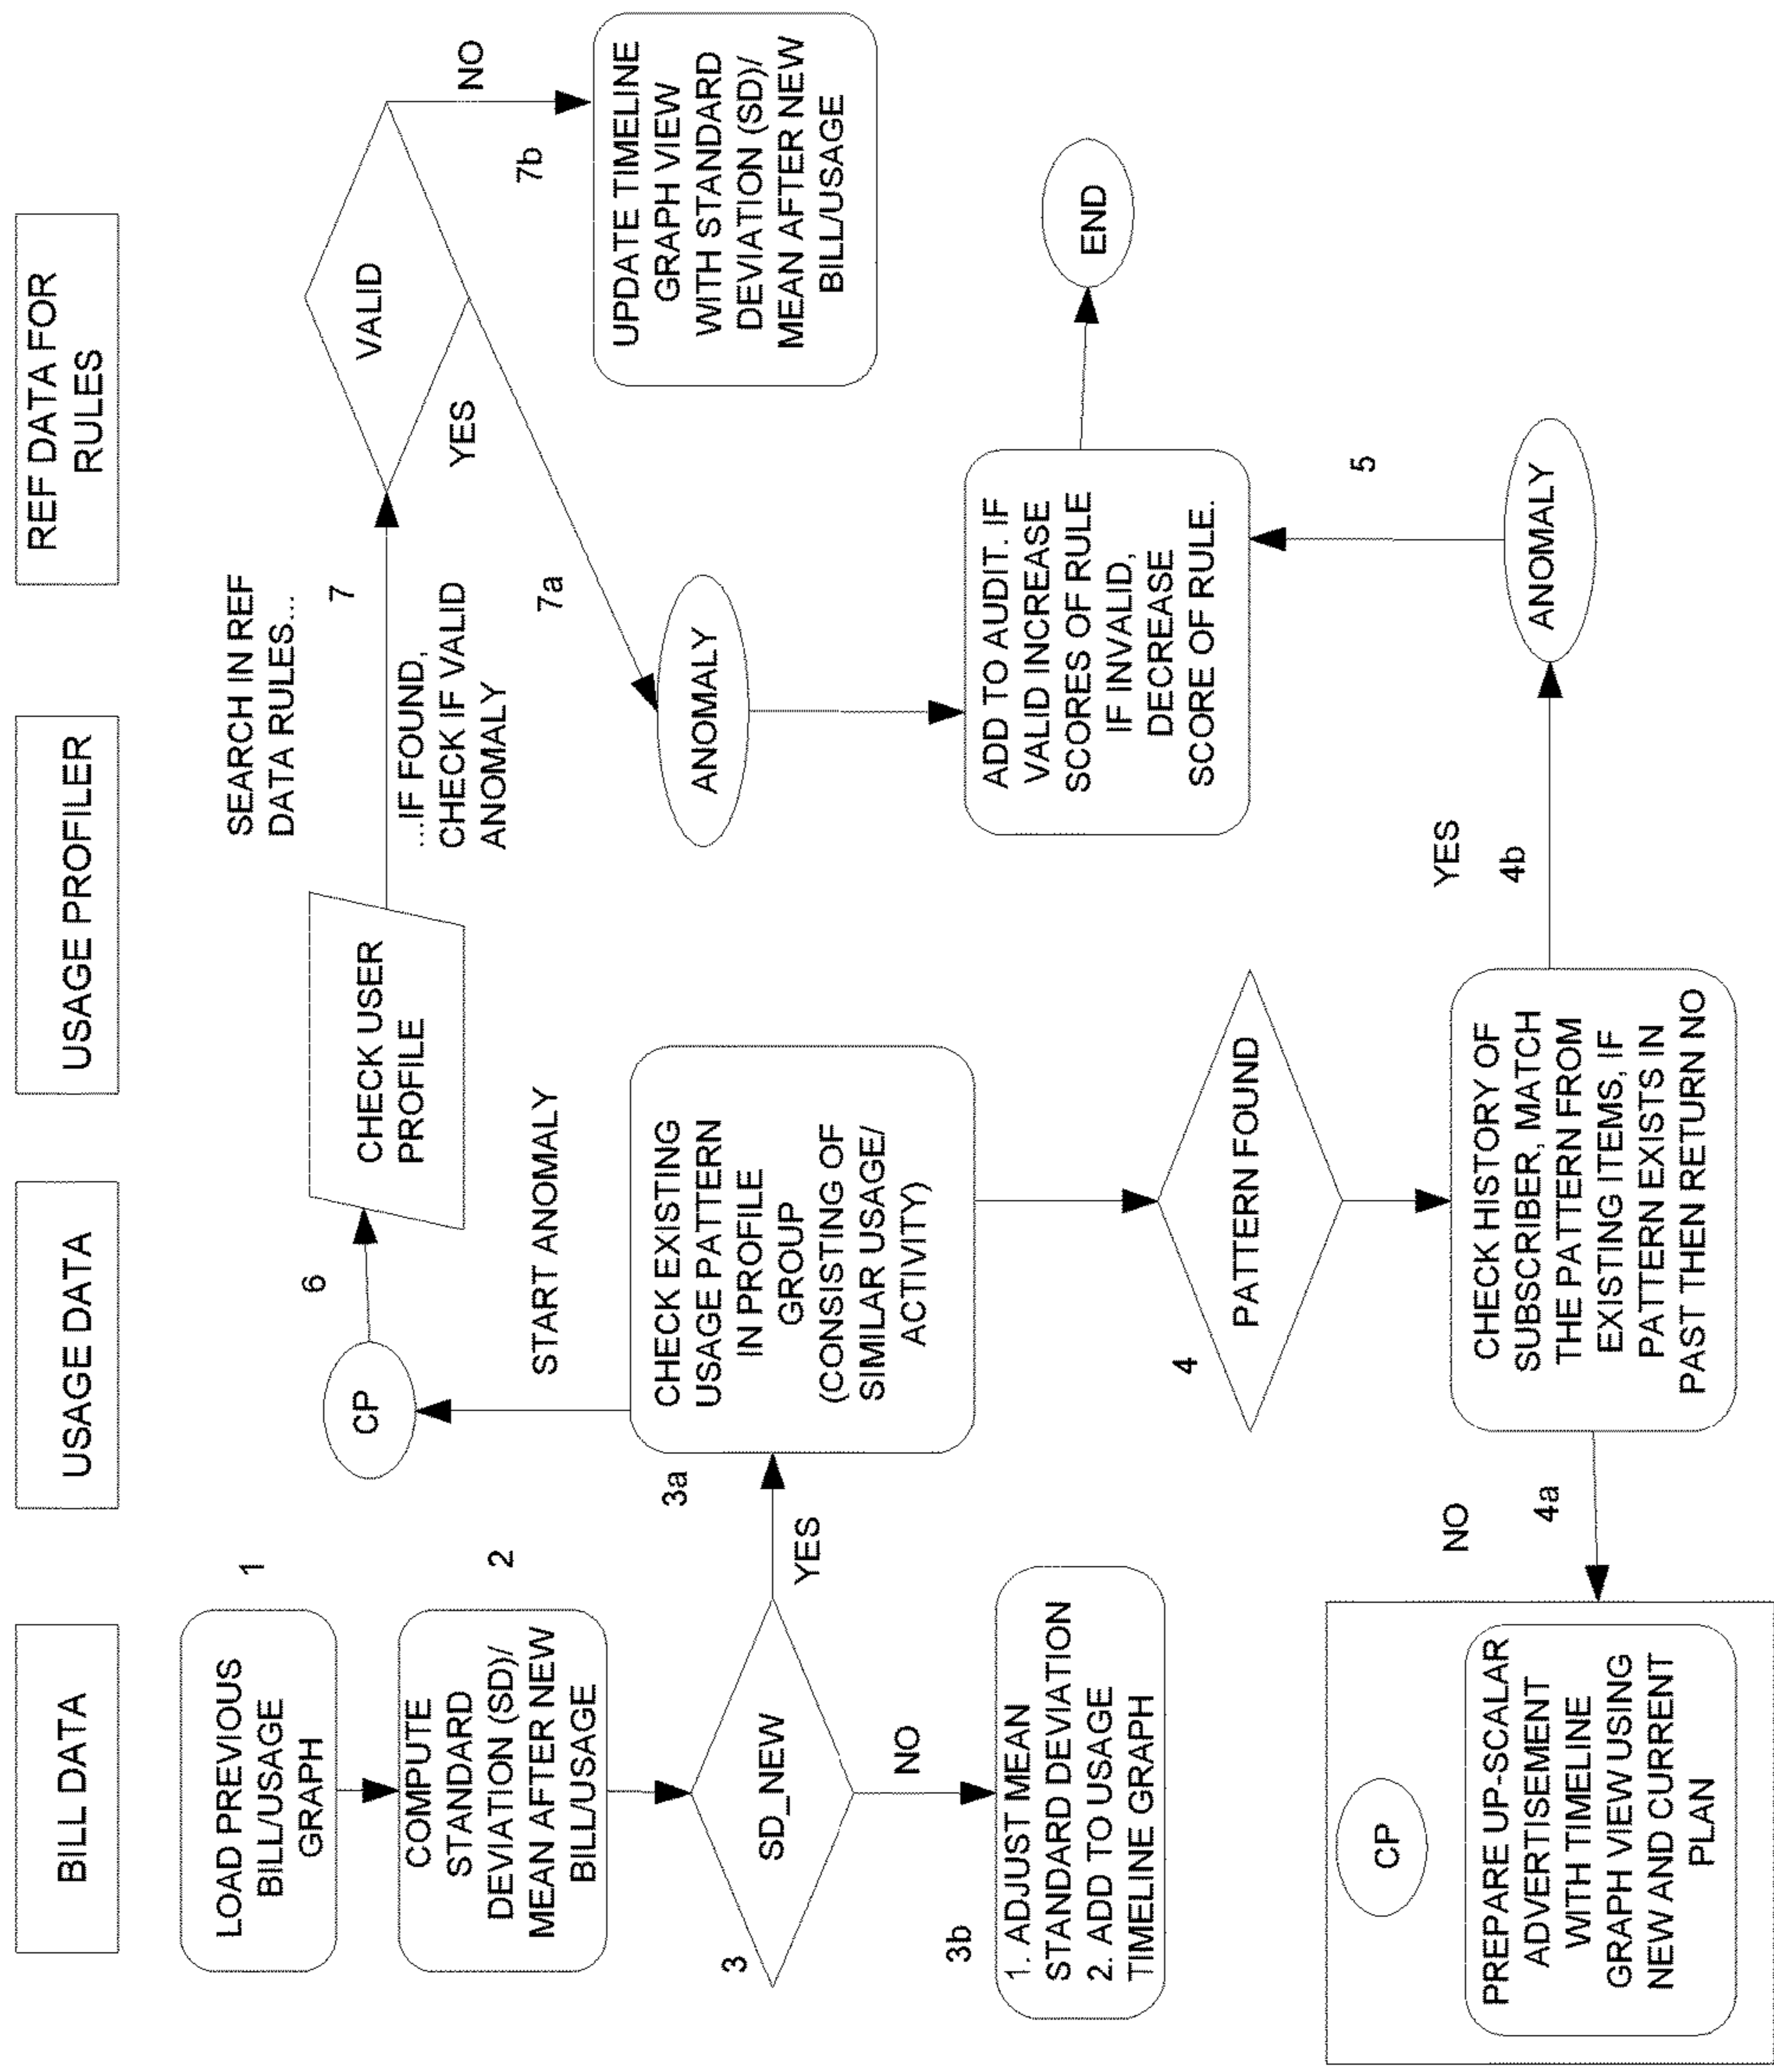 BILL DATA
USAGE DATA
USAGE PROFILER
REF DATA FOR
RULES
LOAD PREVIOUS
BILL/USAGE
GRAPH
1
COMPUTE
STANDARD
DEVIATION (SD)/
MEAN AFTER NEW
BILL/USAGE
2
3
SD_NEW
YES
NO
3b
1. ADJUST MEAN
STANDARD DEVIATION
2. ADD TO USAGE
TIMELINE GRAPH
3a
CHECK EXISTING
USAGE PATTERN
IN PROFILE
GROUP
(CONSISTING OF
SIMILAR USAGE/
ACTIVITY)
START ANOMALY
CP
6
CHECK USER
PROFILE
SEARCH IN REF
DATA RULES...
7
...IF FOUND,
CHECK IF VALID
ANOMALY
VALID
NO
7b
UPDATE TIMELINE
GRAPH VIEW
WITH STANDARD
DEVIATION (SD)/
MEAN AFTER NEW
BILL/USAGE
YES
7a
ANOMALY
ADD TO AUDIT. IF
VALID INCREASE
SCORES OF RULE
IF INVALID,
DECREASE
SCORE OF RULE.
END
4
PATTERN FOUND
CHECK HISTORY OF
SUBSCRIBER, MATCH
THE PATTERN FROM
EXISTING ITEMS, IF
PATTERN EXISTS IN
PAST THEN RETURN NO
YES
4b
ANOMALY
5
NO
4a
CP
PREPARE UP-SCALAR
ADVERTISEMENT
WITH TIMELINE
GRAPH VIEW USING
NEW AND CURRENT
PLAN